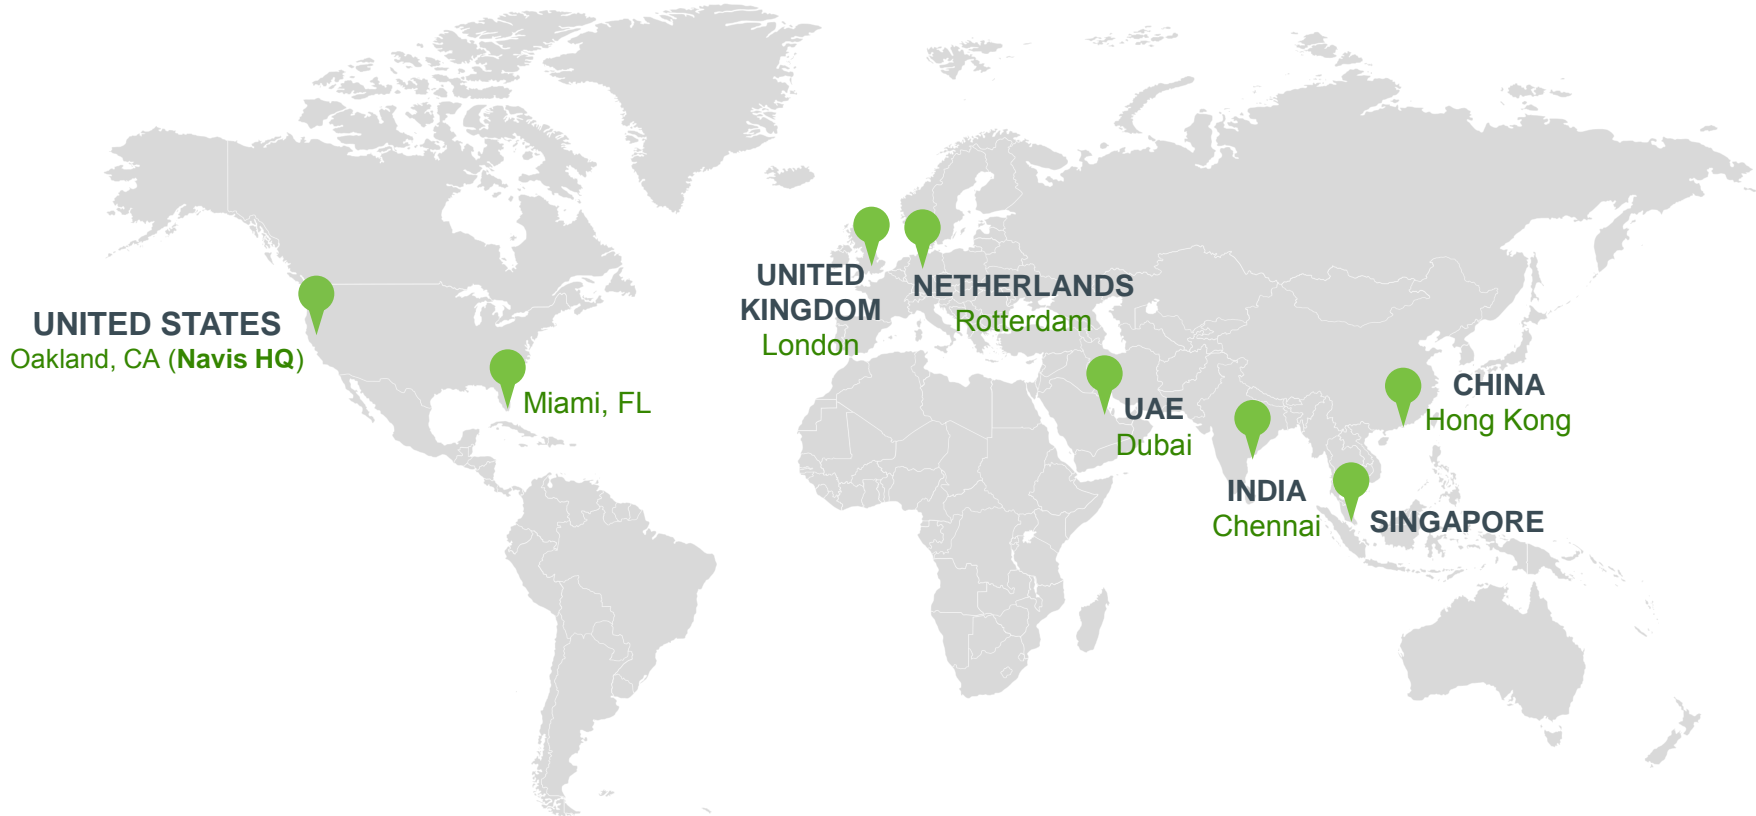 UNITED STATES
Oakland, CA (Navis HQ)
Miami, FL
UNITED
KINGDOM
London
NETHERLANDS
Rotterdam
UAE
Dubai
INDIA
Chennai
CHINA
Hong Kong
SINGAPORE